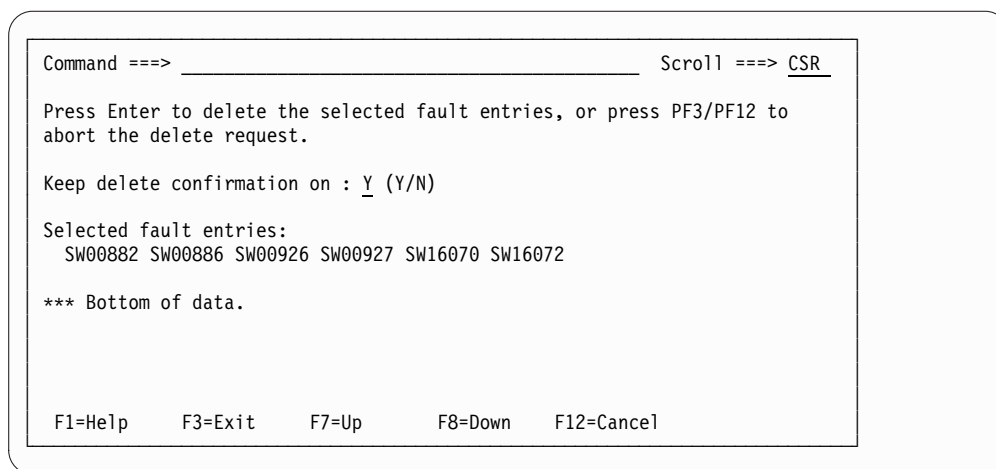 Command ===> ___________________________________________ Scroll ===> CSR
Press Enter to delete the selected fault entries, or press PF3/PF12 to
abort the delete request.
Keep delete confirmation on : Y (Y/N)
Selected fault entries:
SW00882 SW00886 SW00926 SW00927 SW16070 SW16072
*** Bottom of data.
F1=Help F3=Exit F7=Up F8=Down F12=Cancel